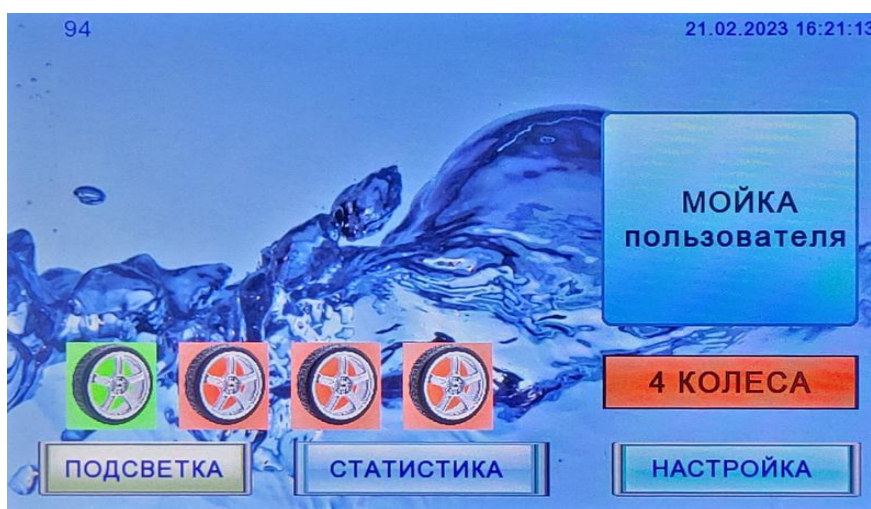 94
21.02.2023 16:21:13
МОЙКА
пользователя
4 КОЛЕСА
ПОДСВЕТКА
СТАТИСТИКА
НАСТРОЙКА